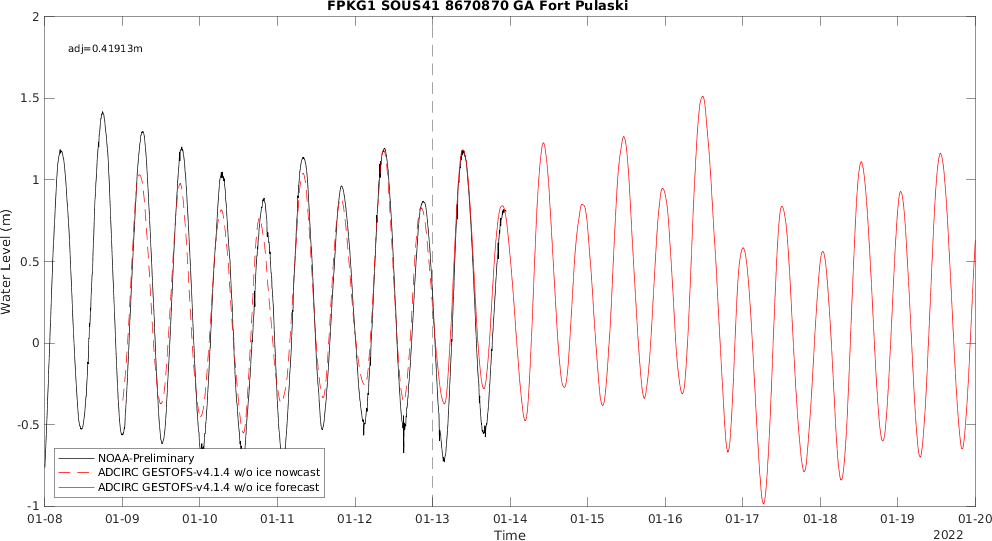 FPKG1 SOUS41 8670870 GA Fort Pulaski
adj=0.41913m
Water Level (m)
2
1.5
1
0.5
0
-0.5
-1
NOAA-Preliminary
ADCIRC GESTOFS-v4.1.4 w/o ice nowcast
ADCIRC GESTOFS-v4.1.4 w/o ice forecast
01-08 01-09 01-10 01-11 01-12 01-13 01-14 01-15 01-16 01-17 01-18 01-19 01-20
Time
2022